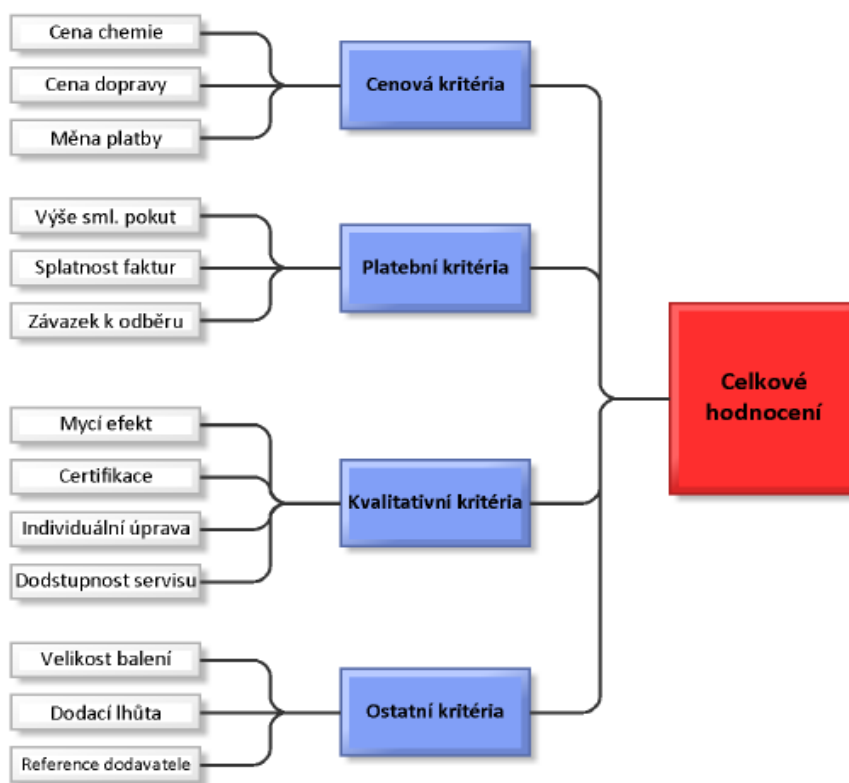 Cena chemie
Cena dopravy
Měna platby
Cenová kritéria
Výše sml. pokut
Splatnost faktur
Závazek k odběru
Platební kritéria
Celkové
hodnocení
Mycí efekt
Certifikace
Individuální úprava
Dodstupnost servisu
Kvalitativní kritéria
Velikost balení
Dodací lhůta
Reference dodavatele
Ostatní kritéria